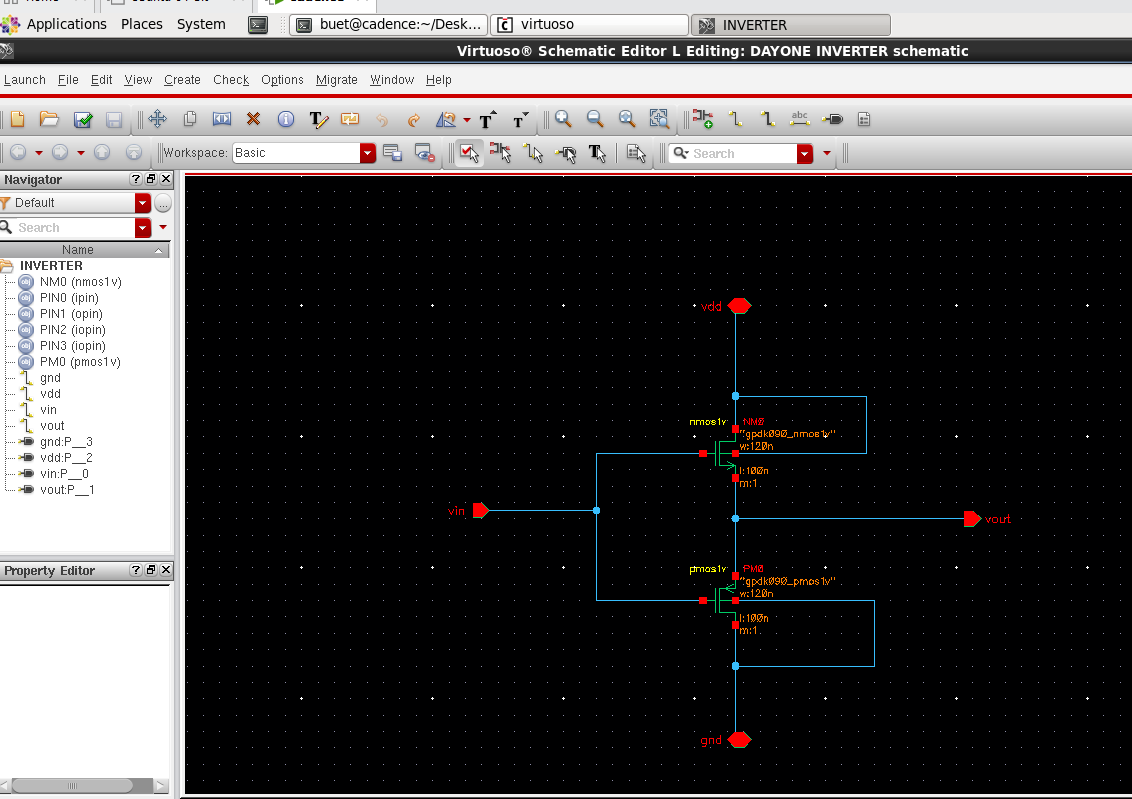 Applications Places System buet@cadence:~/Desk... virtuoso INVERTER
Virtuoso® Schematic Editor L Editing: DAYONE INVERTER schematic
Launch File Edit View Create Check Options Migrate Window Help
abc
Workspace: Basic Search
Navigator
Default
Search
Name
INVERTER
NM0 (nmos1v)
PIN0 (ipin)
PIN1 (opin)
PIN2 (iopin)
PIN3 (iopin)
PM0 (pmos1v)
gnd
vdd
vin
vout
gnd:P__3
vdd:P__2
vin:P__0
vout:P__1
Property Editor
vdd
nmos1v NM0
"gpdk090_nmos1v"
w:120n
l:100n
m:1
vin
vout
pmos1v PM0
"gpdk090_pmos1v"
w:120n
l:100n
m:1
gnd